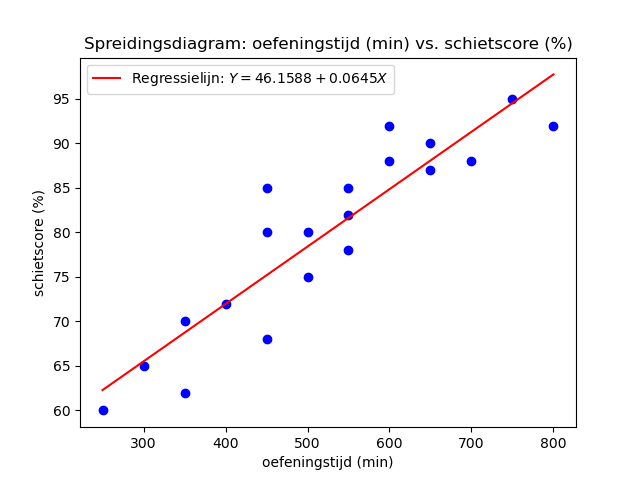 Spreidingsdiagram: oefeningstijd (min) vs. schietscore (%)
Regressielijn: Y = 46.1588 + 0.0645X
95
90
85
80
75
70
65
60
schietscore (%)
300 400 500 600 700 800
oefeningstijd (min)